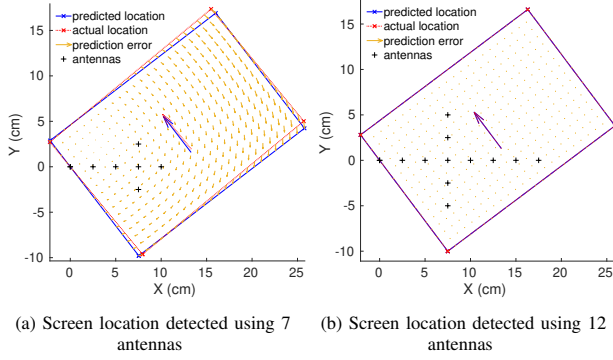 predicted location
actual location
prediction error
antennas
15
10
5
0
-5
-10
Y (cm)
0
5
10
15
20
25
X (cm)
(a) Screen location detected using 7
antennas
predicted location
actual location
prediction error
antennas
15
10
5
0
-5
-10
Y (cm)
0
5
10
15
20
25
X (cm)
(b) Screen location detected using 12
antennas